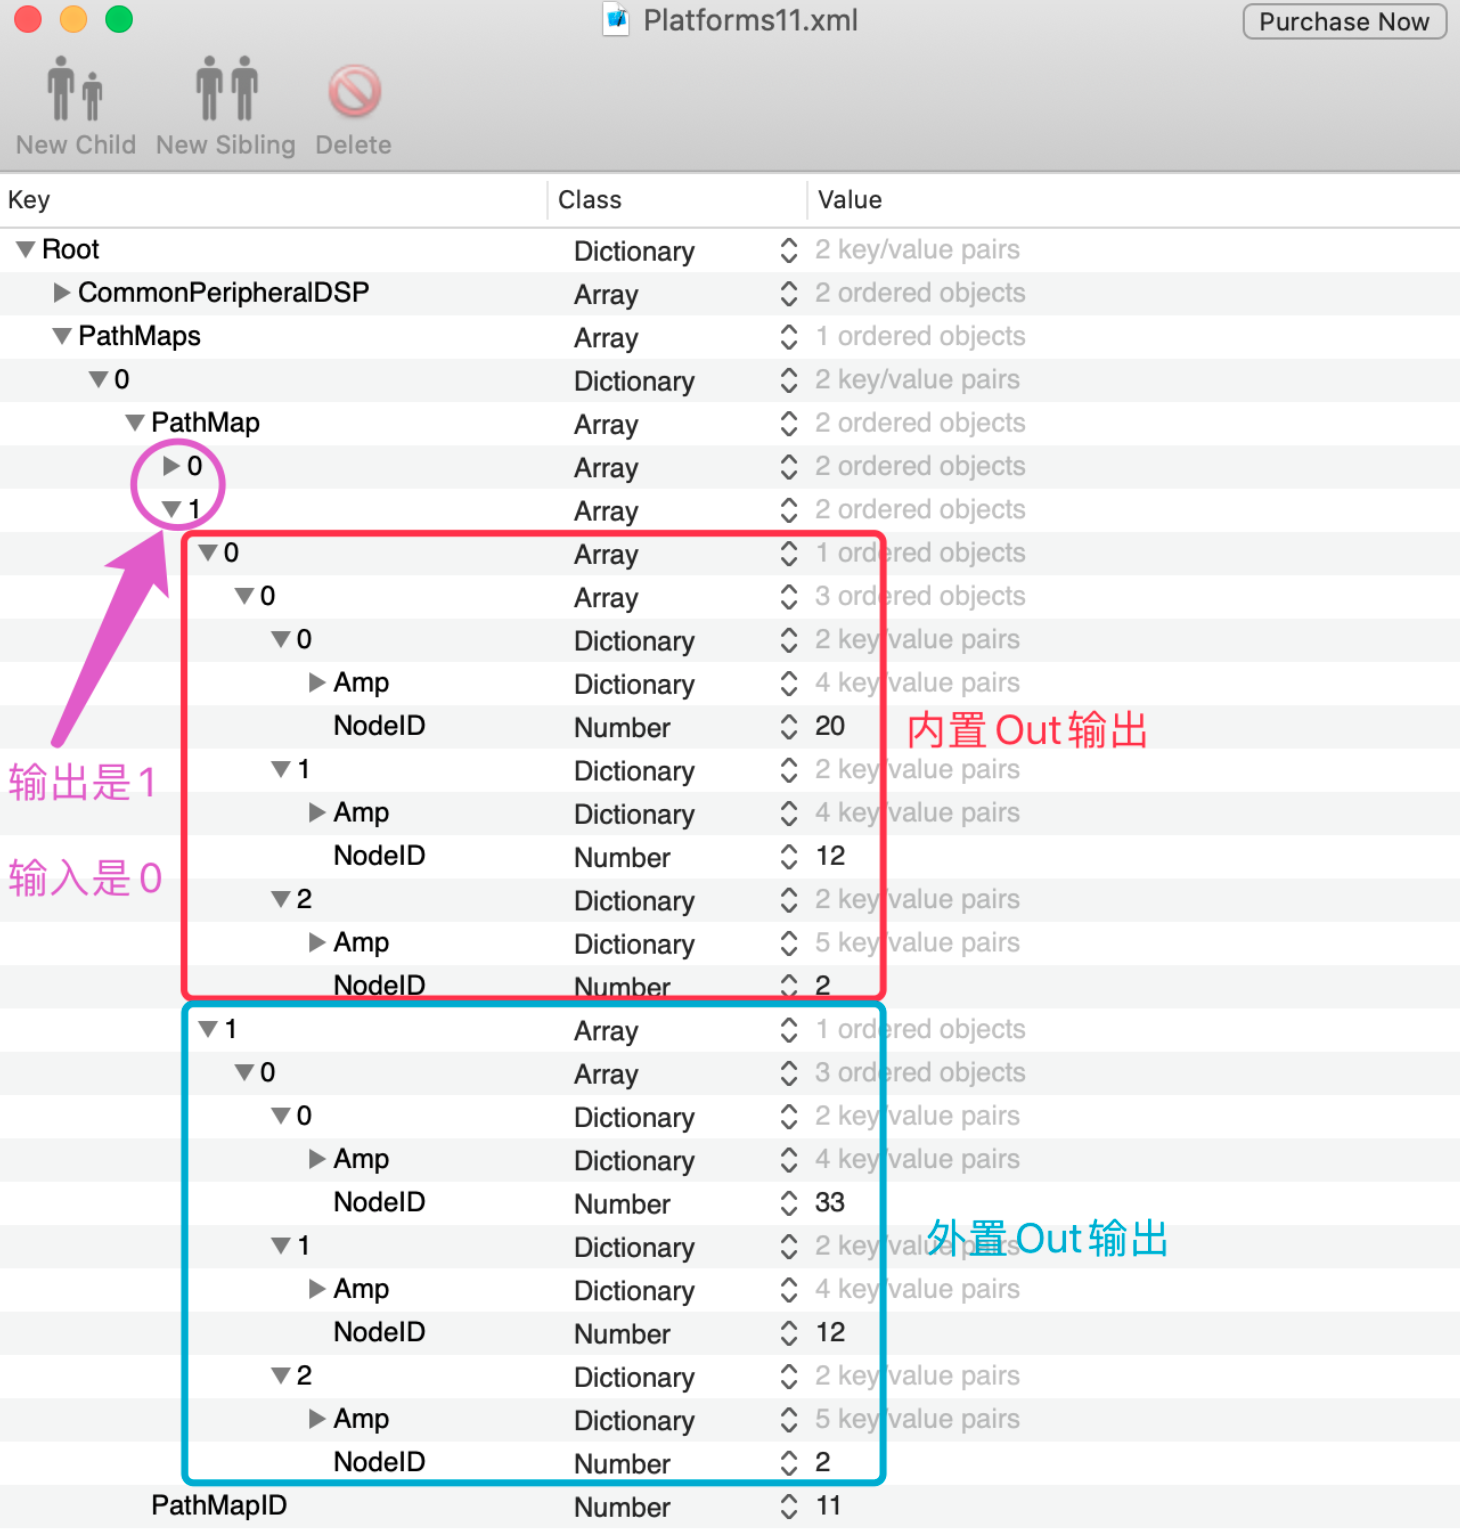 Platforms11.xml
Purchase Now
New Child New Sibling Delete
Key Class Value
Root Dictionary 2 key/value pairs
CommonPeripheralDSP Array 2 ordered objects
PathMaps Array 1 ordered objects
0 Dictionary 2 key/value pairs
PathMap Array 2 ordered objects
0 Array 2 ordered objects
1 Array 2 ordered objects
0 Array 1 ordered objects
0 Array 3 ordered objects
0 Dictionary 2 key/value pairs
Amp Dictionary 4 key/value pairs
NodeID Number 20
内置Out输出
1 Dictionary 2 key/value pairs
输出是1
Amp Dictionary 4 key/value pairs
NodeID Number 12
输入是0
2 Dictionary 2 key/value pairs
Amp Dictionary 5 key/value pairs
NodeID Number 2
1 Array 1 ordered objects
0 Array 3 ordered objects
0 Dictionary 2 key/value pairs
Amp Dictionary 4 key/value pairs
NodeID Number 33
1 Dictionary 2 key/value pairs
外置Out输出
Amp Dictionary 4 key/value pairs
NodeID Number 12
2 Dictionary 2 key/value pairs
Amp Dictionary 5 key/value pairs
NodeID Number 2
PathMapID Number 11